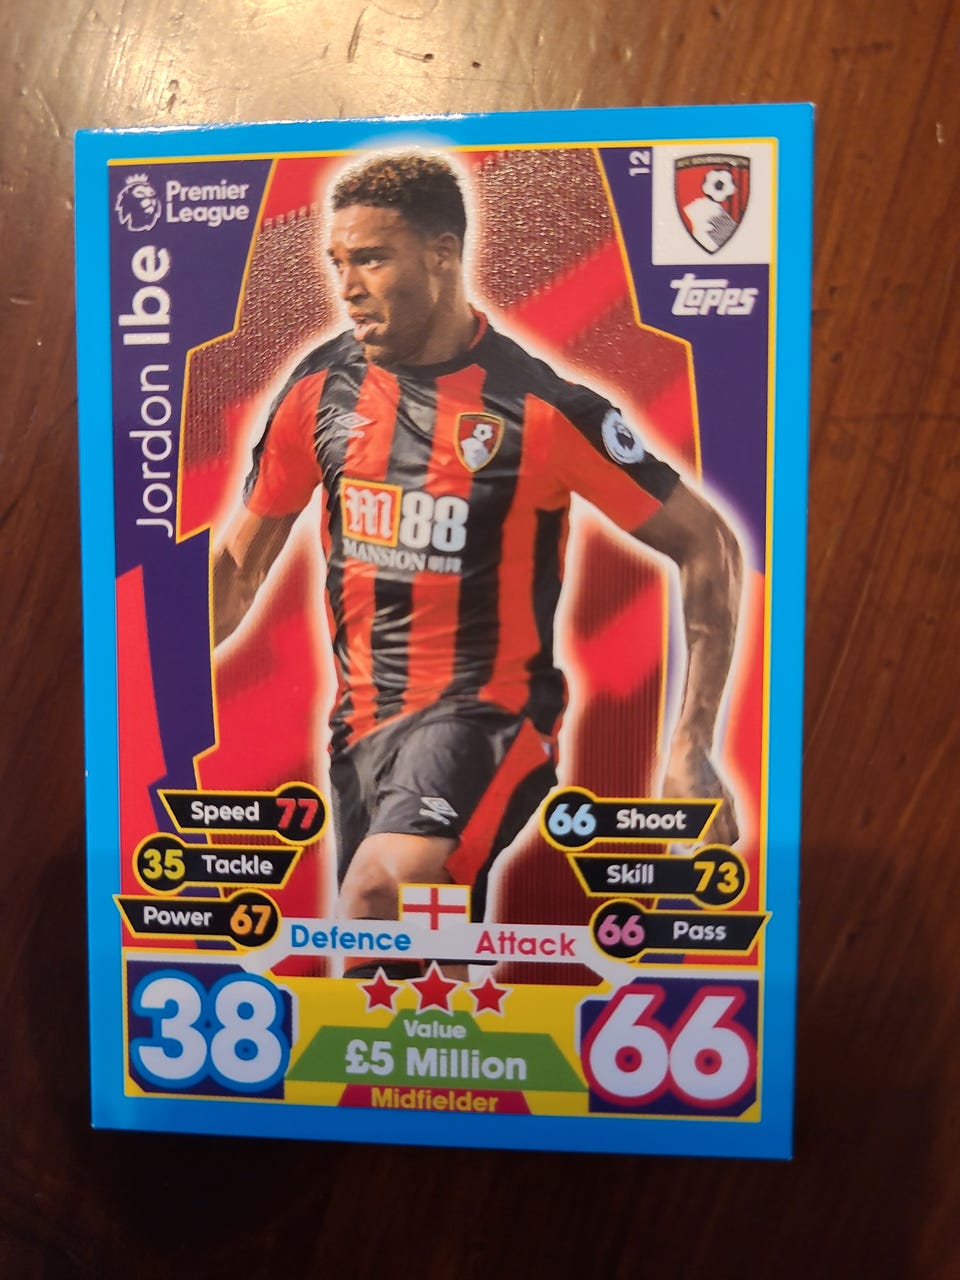 Premier
League
12
Topps
Jordon Ibe
M88
MANSION
Speed 77
66 Shoot
35 Tackle
Skill 73
Power 67
66 Pass
Defence
Attack
38
66
Value
£5 Million
Midfielder